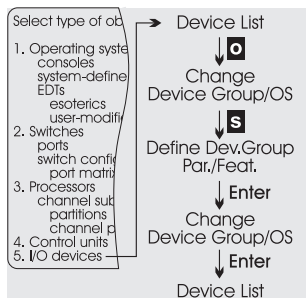 Select type of ob
1. Operating syste
consoles
system-define
EDTs
esoterics
user-modifi
2. Switches
ports
switch config
port matri
3. Processors
channel sub
partitions
channel p
4. Control units
5. I/O devices
Device List
o
Change
Device Group/OS
s
Define Dev.Group
Par./Feat.
Enter
Change
Device Group/OS
Enter
Device List